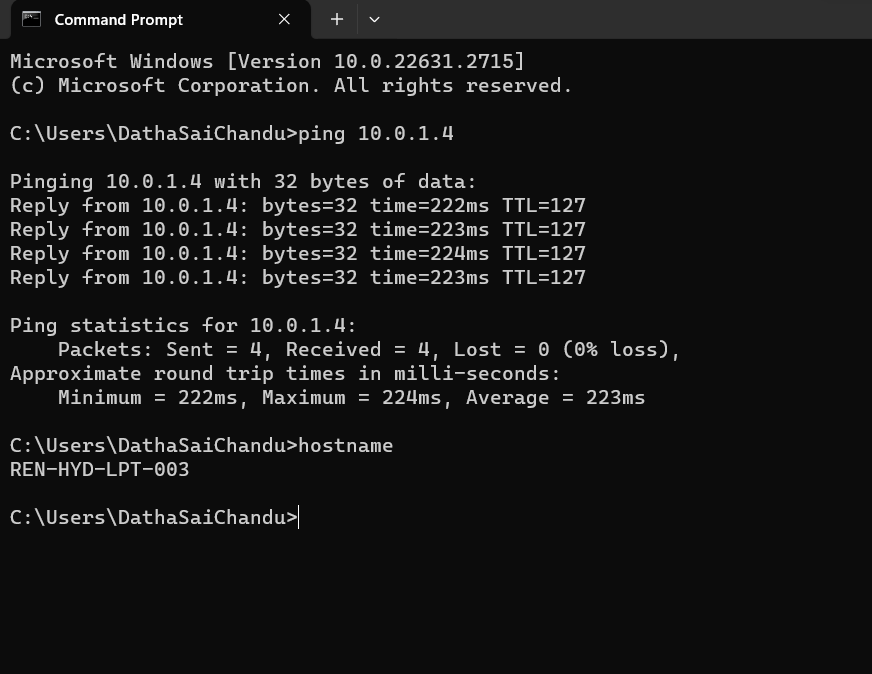 Command Prompt
Microsoft Windows [Version 10.0.22631.2715]
(c) Microsoft Corporation. All rights reserved.
C:\Users\DathaSaiChandu>ping 10.0.1.4
Pinging 10.0.1.4 with 32 bytes of data:
Reply from 10.0.1.4: bytes=32 time=222ms TTL=127
Reply from 10.0.1.4: bytes=32 time=223ms TTL=127
Reply from 10.0.1.4: bytes=32 time=224ms TTL=127
Reply from 10.0.1.4: bytes=32 time=223ms TTL=127
Ping statistics for 10.0.1.4:
    Packets: Sent = 4, Received = 4, Lost = 0 (0% loss),
Approximate round trip times in milli-seconds:
    Minimum = 222ms, Maximum = 224ms, Average = 223ms
C:\Users\DathaSaiChandu>hostname
REN-HYD-LPT-003
C:\Users\DathaSaiChandu>